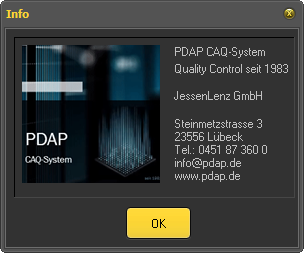 Info
PDAP CAQ-System
Quality Control seit 1983
JessenLenz GmbH
Steinmetzstrasse 3
23556 Lübeck
Tel.: 0451 87 360 0
info@pdap.de
www.pdap.de
PDAP
CAQ-System
OK